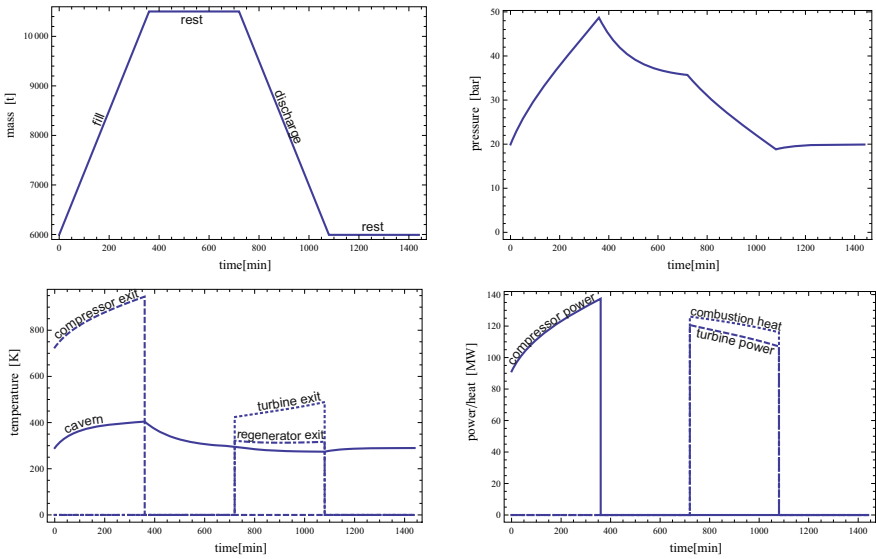 10 000
8000
7000
6000
9000
mass [t]
rest
fill
discharge
rest
0
200
400
600
800
1000
1200
1400
time[min]
50
40
30
20
10
0
pressure [bar]
0
200
400
600
800
1000
1200
1400
time[min]
800
600
400
200
0
temperature [K]
compressor exit
cavern
turbine exit
regenerator exit
0
200
400
600
800
1000
1200
1400
time[min]
140
120
100
80
60
40
20
0
power/heat [MW]
compressor power
combustion heat
turbine power
0
200
400
600
800
1000
1200
1400
time[min]